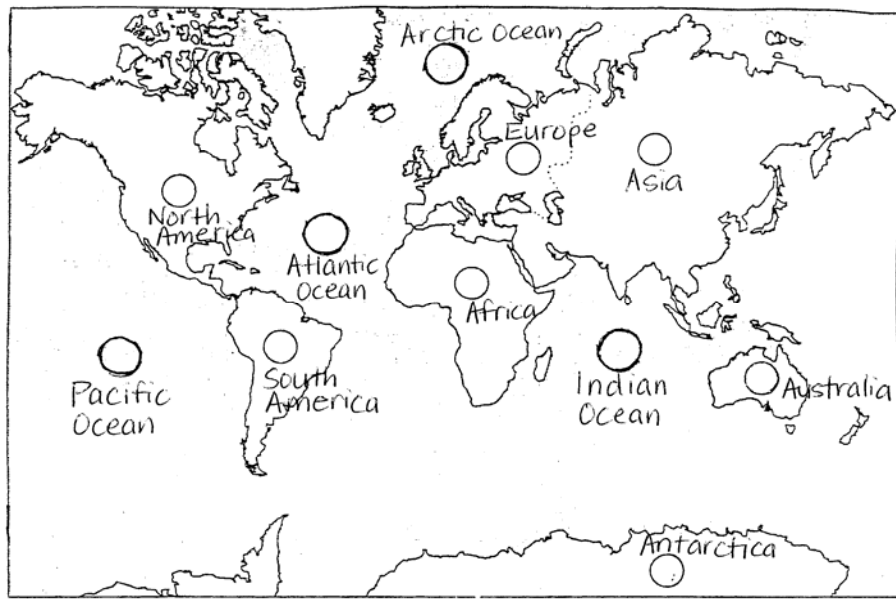 Arctic Ocean
Europe
Asia
North
America
Atlantic
Ocean
Africa
Pacific
Ocean
South
America
Indian
Ocean
Australia
Antarctica